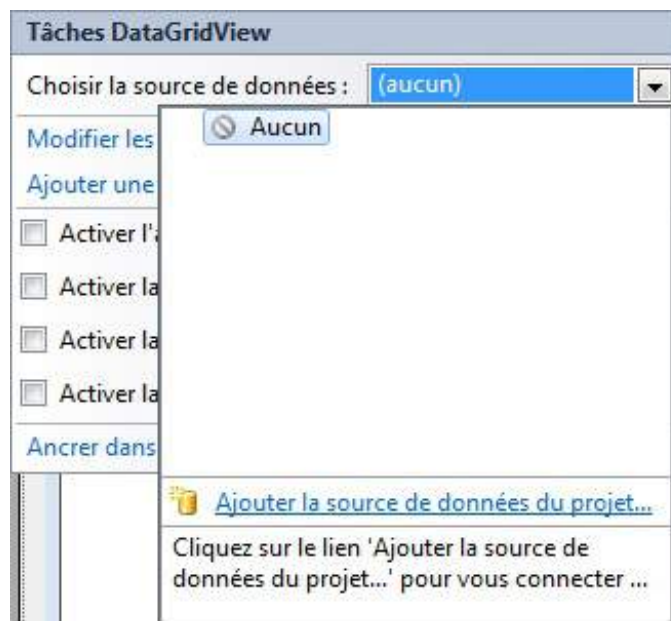 Tâches DataGridView
Choisir la source de données : (aucun)
Aucun
Modifier les
Ajouter une
Activer l'a
Activer la
Activer la
Activer la
Ancrer dans
Ajouter la source de données du projet...
Cliquez sur le lien 'Ajouter la source de
données du projet...' pour vous connecter ...